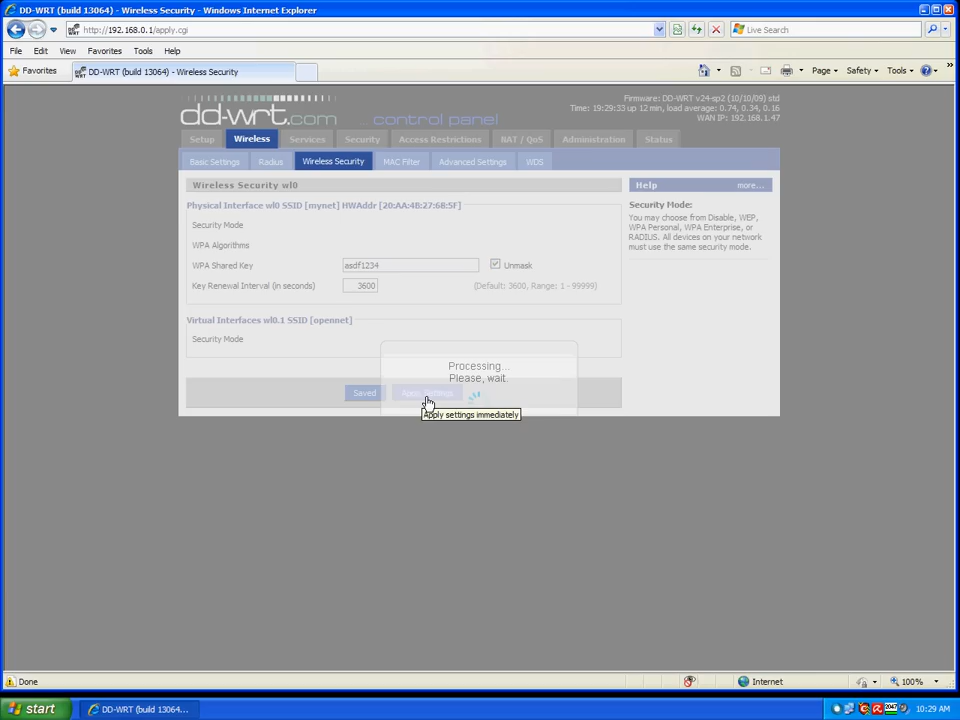 DD-WRT (build 13064) - Wireless Security - Windows Internet Explorer
http://192.168.0.1/apply.cgi
Live Search
File Edit View Favorites Tools Help
Favorites
DD-WRT (build 13064) - Wireless Security
Page Safety Tools
Firmware: DD-WRT v24-sp2 (10/10/09) std
Time: 19:29:33 up 12 min, load average: 0.74, 0.34, 0.16
WAN IP: 192.168.1.47
dd-wrt.com ... control panel
Setup Wireless Services Security Access Restrictions NAT / QoS Administration Status
Basic Settings Radius Wireless Security MAC Filter Advanced Settings WDS
Wireless Security wl0
Physical Interface wl0 SSID [mynet] HWAddr [20:AA:4B:27:68:5F]
Security Mode
WPA Algorithms
WPA Shared Key asdf1234 Unmask
Key Renewal Interval (in seconds) 3600 (Default: 3600, Range: 1 - 99999)
Virtual Interfaces wl0.1 SSID [opennet]
Security Mode
Processing...
Please, wait.
Saved Apply Settings
Apply settings immediately
Help more...
Security Mode:
You may choose from Disable, WEP,
WPA Personal, WPA Enterprise, or
RADIUS. All devices on your network
must use the same security mode.
Done Internet 100%
start DD-WRT (build 13064... 2047 10:29 AM